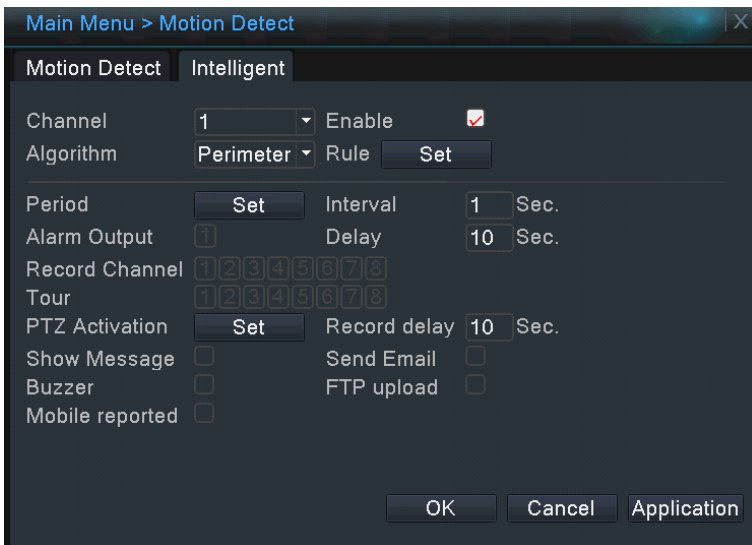 Main Menu > Motion Detect X
Motion Detect Intelligent
Channel 1 Enable
Algorithm Perimeter Rule Set
Period Set Interval 1 Sec.
Alarm Output 1 Delay 10 Sec.
Record Channel 1 2 3 4 5 6 7 8
Tour 1 2 3 4 5 6 7 8
PTZ Activation Set Record delay 10 Sec.
Show Message Send Email
Buzzer FTP upload
Mobile reported
OK Cancel Application